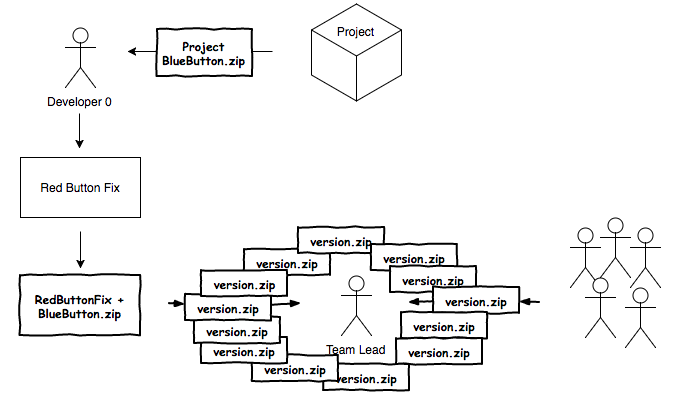 Project
Project
BlueButton.zip
Developer 0
Red Button Fix
RedButtonFix +
BlueButton.zip
version.zip
version.zip
version.zip
version.zip
version.zip
version.zip
version.zip
version.zip
version.zip
Team Lead
version.zip
version.zip
version.zip
version.zip